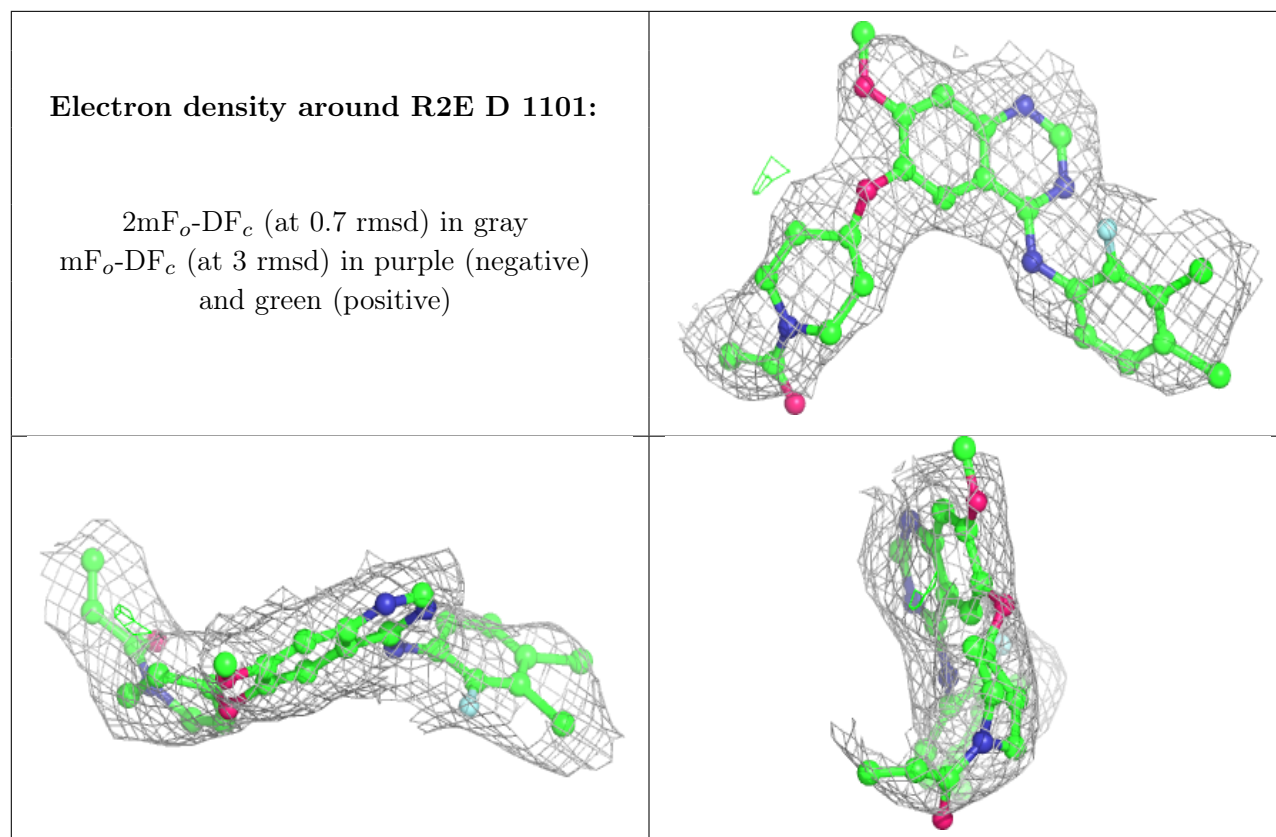 Electron density around R2E D 1101:
2mFo-DFc (at 0.7 rmsd) in gray
mFo-DFc (at 3 rmsd) in purple (negative)
and green (positive)